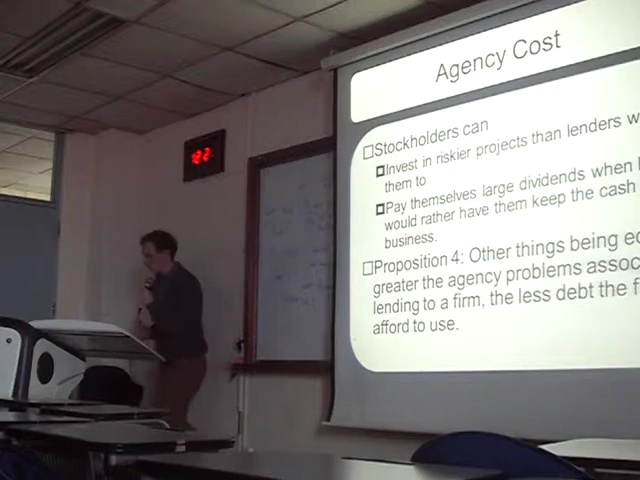 Agency Cost
Stockholders can
Invest in riskier projects than lenders
them to
Pay themselves large dividends when
would rather have them keep the cash
business.
Proposition 4: Other things being
greater the agency problems
lending to a firm, the less debt the
afford to use.